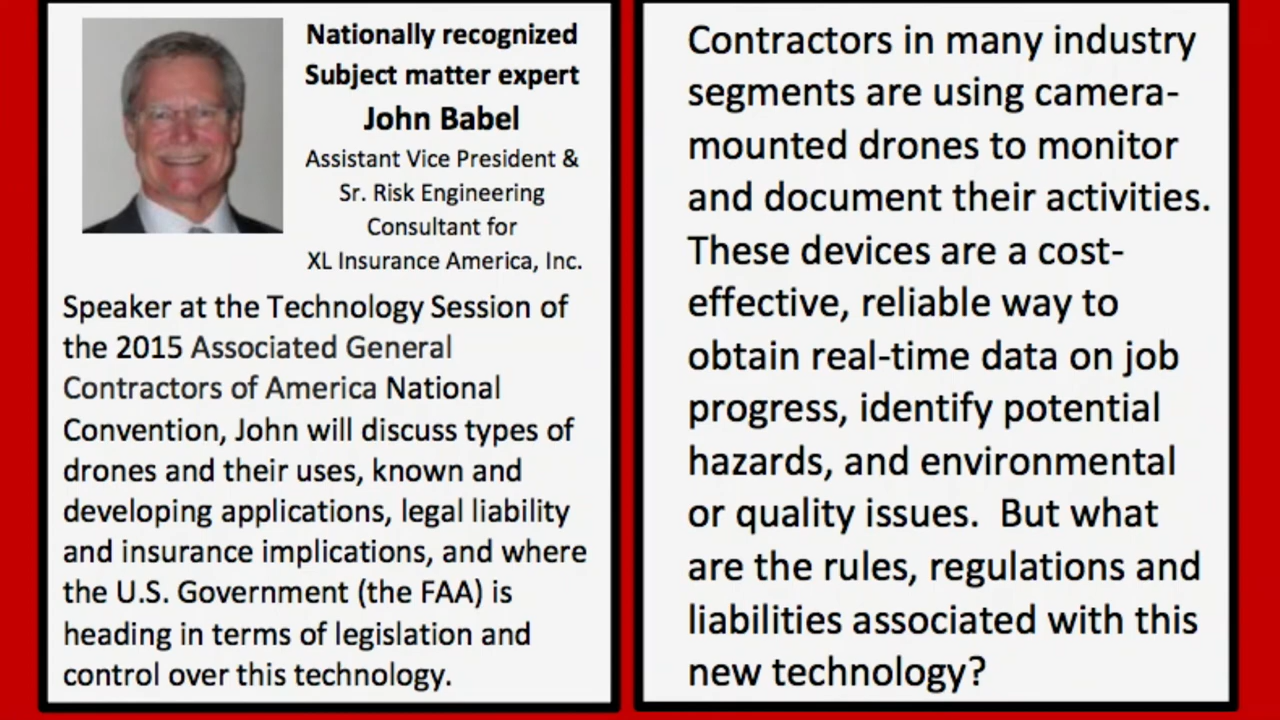 Nationally recognized
Subject matter expert
John Babel
Assistant Vice President &
Sr. Risk Engineering
Consultant for
XL Insurance America, Inc.
Speaker at the Technology Session of
the 2015 Associated General
Contractors of America National
Convention, John will discuss types of
drones and their uses, known and
developing applications, legal liability
and insurance implications, and where
the U.S. Government (the FAA) is
heading in terms of legislation and
control over this technology.
Contractors in many industry
segments are using camera-
mounted drones to monitor
and document their activities.
These devices are a cost-
effective, reliable way to
obtain real-time data on job
progress, identify potential
hazards, and environmental
or quality issues.  But what
are the rules, regulations and
liabilities associated with this
new technology?